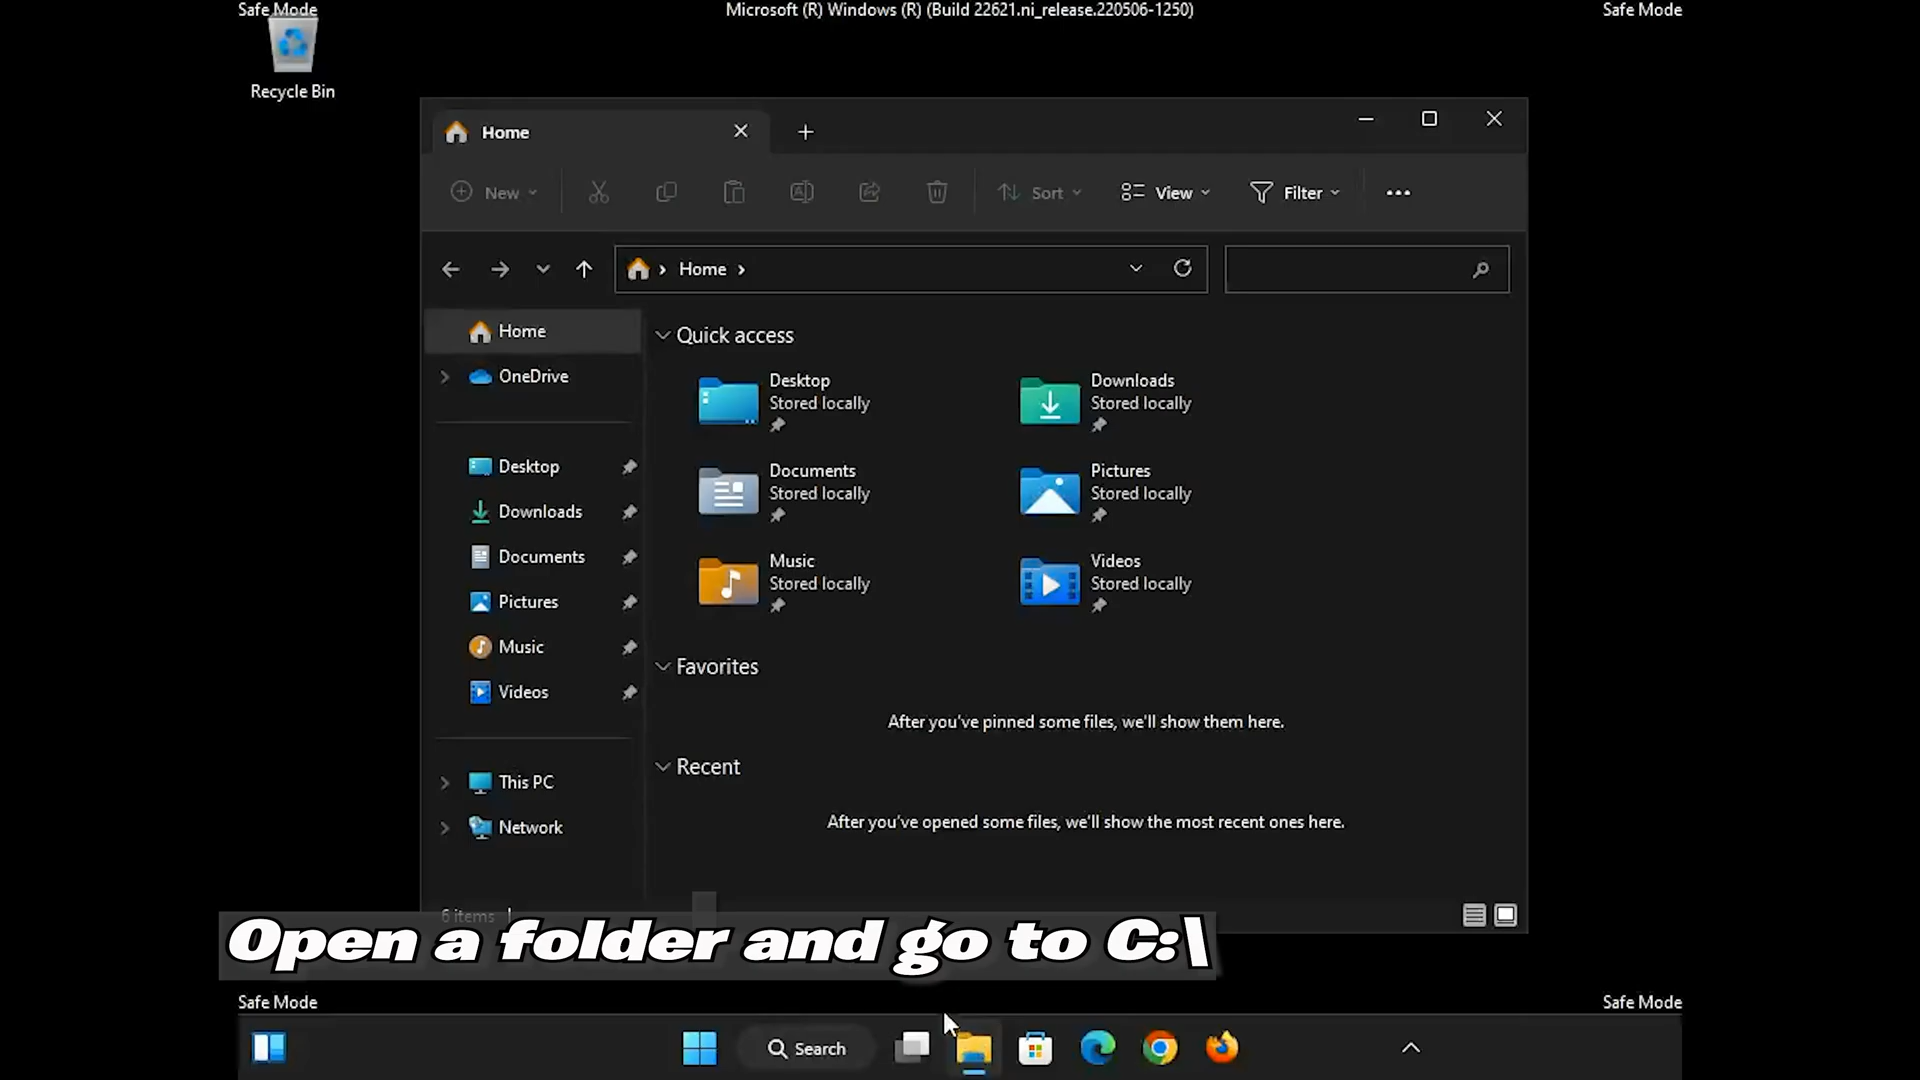 Safe Mode
Microsoft (R) Windows (R) (Build 22621.ni_release.220506-1250)
Safe Mode
Recycle Bin
Home
New
Sort
View
Filter
Home
Home
OneDrive
Desktop
Downloads
Documents
Pictures
Music
Videos
This PC
Network
Quick access
Desktop
Stored locally
Downloads
Stored locally
Documents
Stored locally
Pictures
Stored locally
Music
Stored locally
Videos
Stored locally
Favorites
After you've pinned some files, we'll show them here.
Recent
After you've opened some files, we'll show the most recent ones here.
6 items
Open a folder and go to C:\
Safe Mode
Safe Mode
Search